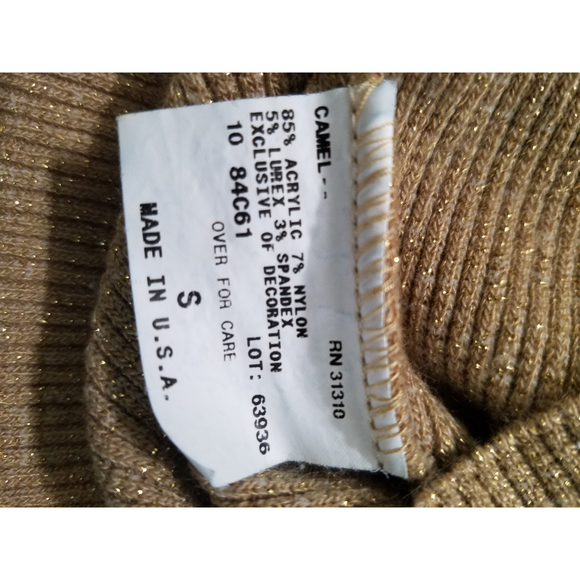 CAMEL-- RN 31310
85% ACRYLIC 7% NYLON
5% LUREX 3% SPANDEX
EXCLUSIVE OF DECORATION
10 84C61 LOT: 63936
OVER FOR CARE
S
MADE IN U.S.A.